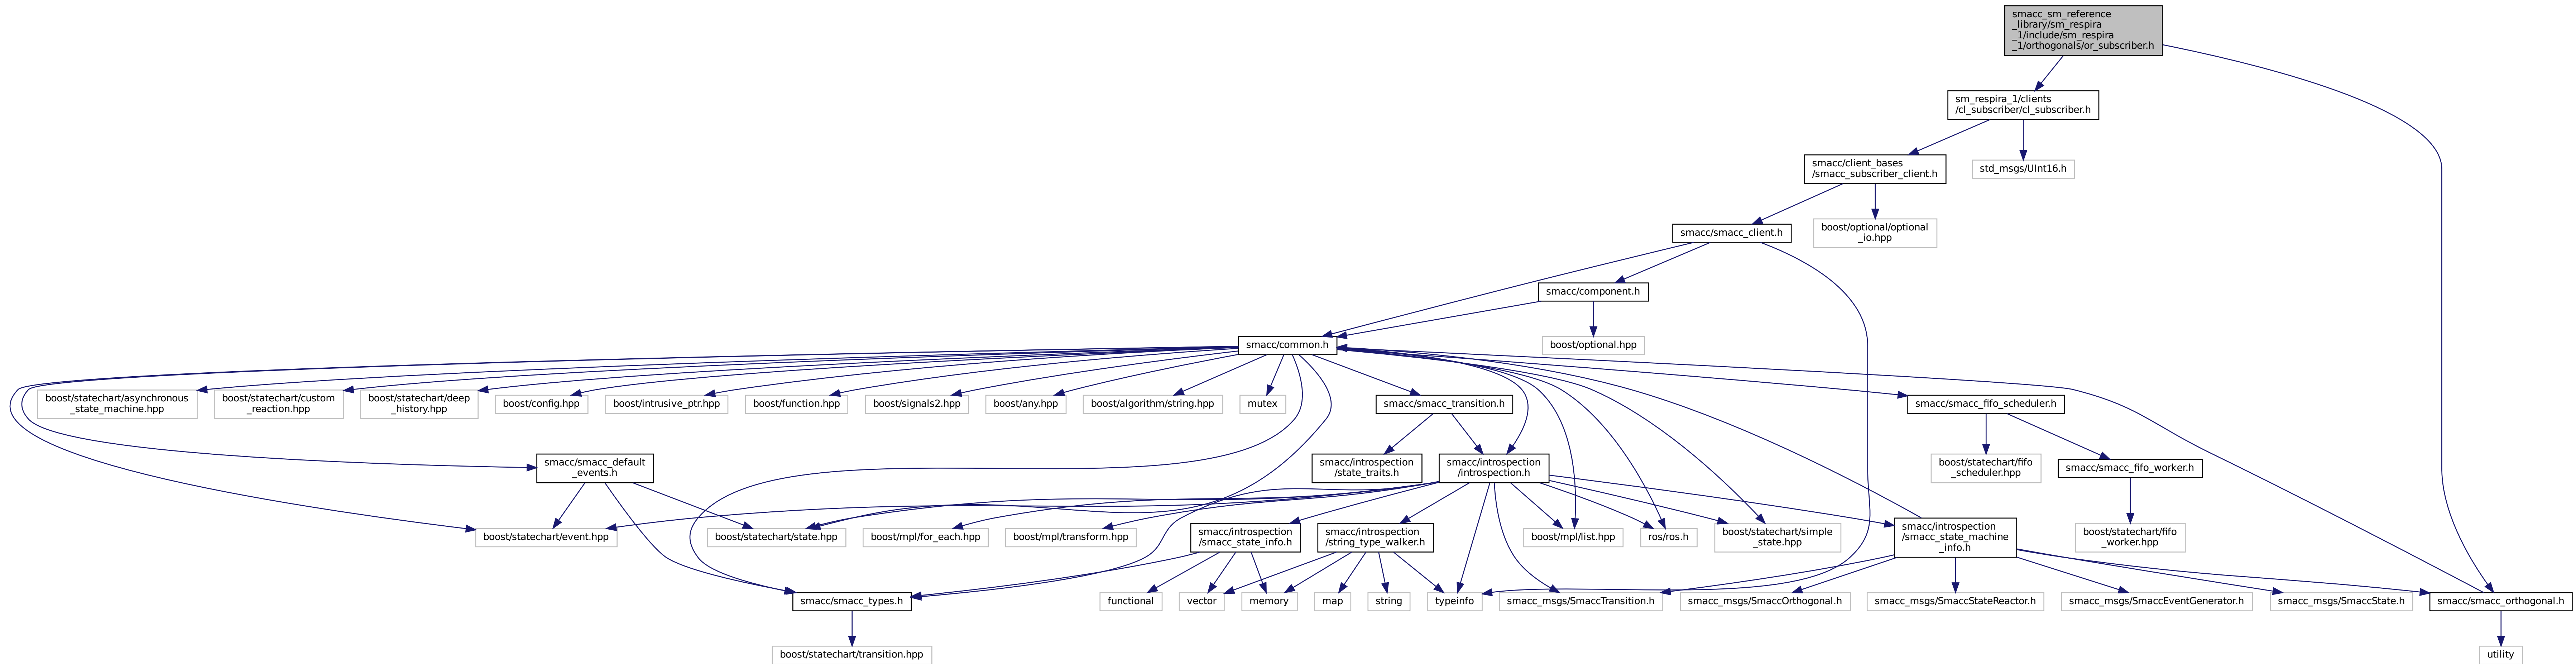 smacc_sm_reference
_library/sm_respira
_1/include/sm_respira
_1/orthogonals/or_subscriber.h
sm_respira_1/clients
/cl_subscriber/cl_subscriber.h
smacc/client_bases
/smacc_subscriber_client.h
std_msgs/UInt16.h
smacc/smacc_client.h
boost/optional/optional
_io.hpp
smacc/component.h
smacc/common.h
boost/optional.hpp
boost/statechart/asynchronous
_state_machine.hpp
boost/statechart/custom
_reaction.hpp
boost/statechart/deep
_history.hpp
boost/config.hpp
boost/intrusive_ptr.hpp
boost/function.hpp
boost/signals2.hpp
boost/any.hpp
boost/algorithm/string.hpp
mutex
smacc/smacc_transition.h
smacc/smacc_fifo_scheduler.h
smacc/smacc_default
_events.h
smacc/introspection
/state_traits.h
smacc/introspection
/introspection.h
boost/statechart/fifo
_scheduler.hpp
smacc/smacc_fifo_worker.h
boost/statechart/event.hpp
boost/statechart/state.hpp
boost/mpl/for_each.hpp
boost/mpl/transform.hpp
smacc/introspection
/smacc_state_info.h
smacc/introspection
/string_type_walker.h
boost/mpl/list.hpp
ros/ros.h
boost/statechart/simple
_state.hpp
smacc/introspection
/smacc_state_machine
_info.h
boost/statechart/fifo
_worker.hpp
smacc/smacc_types.h
functional
vector
memory
map
string
typeinfo
smacc_msgs/SmaccTransition.h
smacc_msgs/SmaccOrthogonal.h
smacc_msgs/SmaccStateReactor.h
smacc_msgs/SmaccEventGenerator.h
smacc_msgs/SmaccState.h
smacc/smacc_orthogonal.h
boost/statechart/transition.hpp
utility